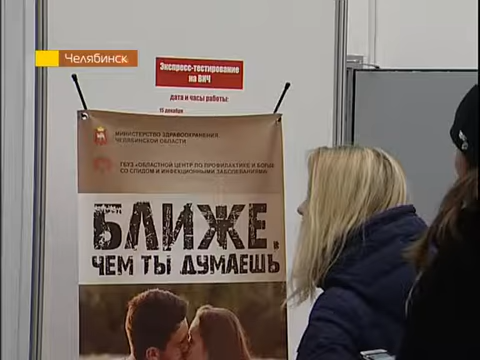 Челябинск
Экспресс-тестирование
на ВИЧ
дата и часы работы:
15 декабря
МИНИСТЕРСТВО ЗДРАВООХРАНЕНИЯ
ЧЕЛЯБИНСКОЙ ОБЛАСТИ
ГБУЗ «ОБЛАСТНОЙ ЦЕНТР ПО ПРОФИЛАКТИКЕ И БОРЬБЕ
СО СПИДОМ И ИНФЕКЦИОННЫМИ ЗАБОЛЕВАНИЯМИ»
БЛИЖЕ,
ЧЕМ ТЫ ДУМАЕШЬ